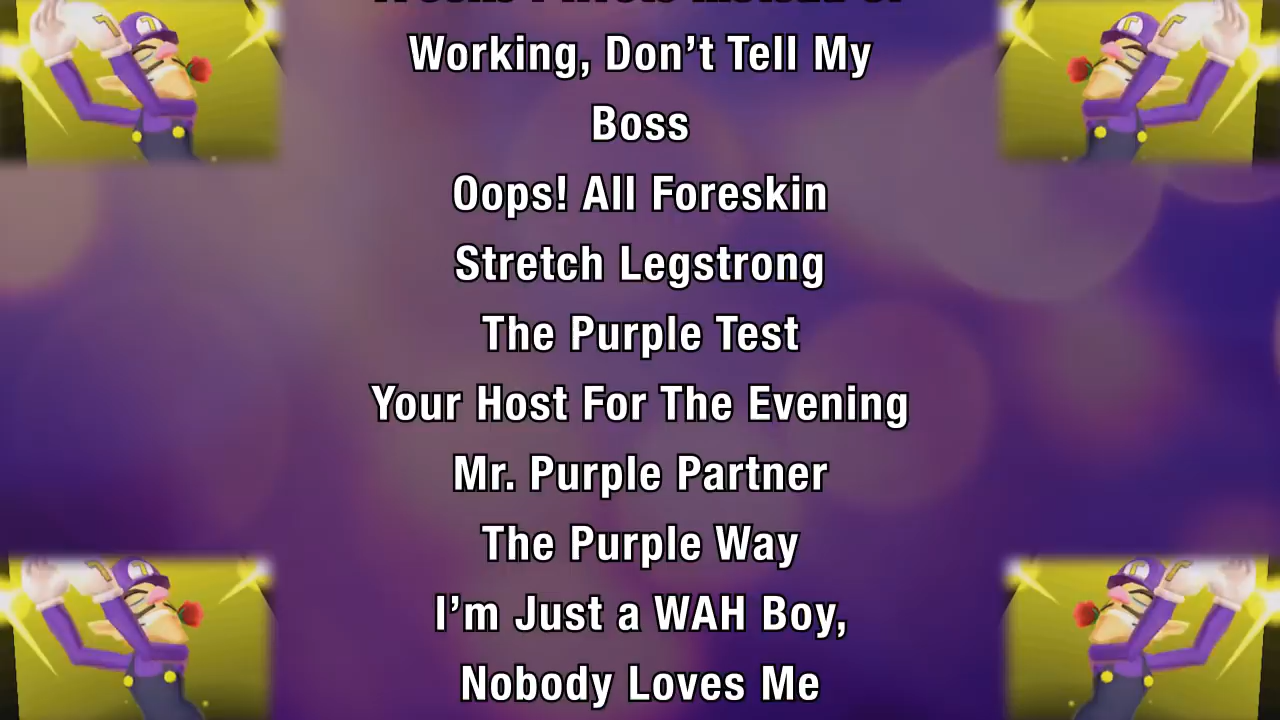 Working, Don’t Tell My
Boss
Oops! All Foreskin
Stretch Legstrong
The Purple Test
Your Host For The Evening
Mr. Purple Partner
The Purple Way
I’m Just a WAH Boy,
Nobody Loves Me